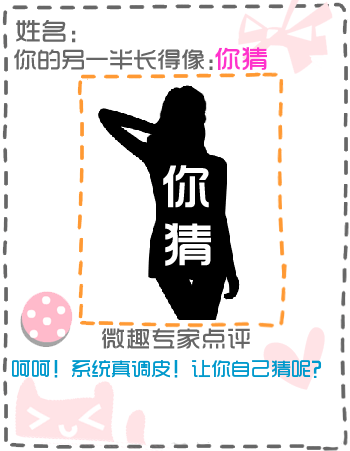 姓名：
你的另一半长得像：你猜
你
猜
微趣专家点评
呵呵！系统真调皮！让你自己猜呢？